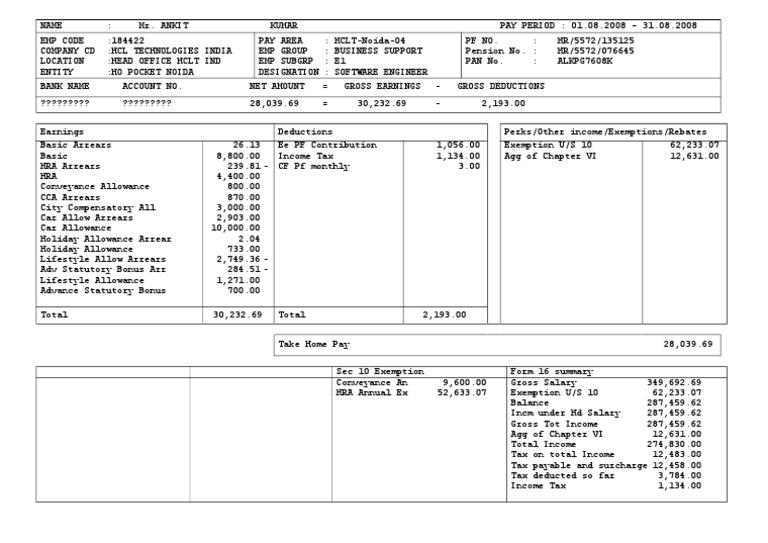 NAME : Mr. ANKIT KUMAR PAY PERIOD : 01.08.2008 - 31.08.2008
EMP CODE :184422 PAY AREA : HCLT-Noida-04 PF NO. : MR/5572/135125
COMPANY CD :HCL TECHNOLOGIES INDIA EMP GROUP : BUSINESS SUPPORT Pension No. : MR/5572/076645
LOCATION :HEAD OFFICE HCLT IND EMP SUBGRP : E1 PAN No. : ALKPG7608K
ENTITY :HO POCKET NOIDA DESIGNATION : SOFTWARE ENGINEER
BANK NAME ACCOUNT NO. NET AMOUNT = GROSS EARNINGS - GROSS DEDUCTIONS
????????? ????????? 28,039.69 = 30,232.69 - 2,193.00
Earnings Deductions Perks/Other income/Exemptions/Rebates
Basic Arrears 26.13 Ee PF Contribution 1,056.00 Exemption U/S 10 62,233.07
Basic 8,800.00 Income Tax 1,134.00 Agg of Chapter VI 12,631.00
HRA Arrears 239.81- CF Pf monthly 3.00
HRA 4,400.00
Conveyance Allowance 800.00
CCA Arrears 870.00
City Compensatory All 3,000.00
Car Allow Arrears 2,903.00
Car Allowance 10,000.00
Holiday Allowance Arrear 2.04
Holiday Allowance 733.00
Lifestyle Allow Arrears 2,749.36-
Adv Statutory Bonus Arr 284.51-
Lifestyle Allowance 1,271.00
Advance Statutory Bonus 700.00
Total 30,232.69 Total 2,193.00
Take Home Pay 28,039.69
Sec 10 Exemption Form 16 summary
Conveyance An 9,600.00 Gross Salary 349,692.69
HRA Annual Ex 52,633.07 Exemption U/S 10 62,233.07
Balance 287,459.62
Incm under Hd Salary 287,459.62
Gross Tot Income 287,459.62
Agg of Chapter VI 12,631.00
Total Income 274,830.00
Tax on total Income 12,483.00
Tax payable and surcharge 12,458.00
Tax deducted so far 3,784.00
Income Tax 1,134.00